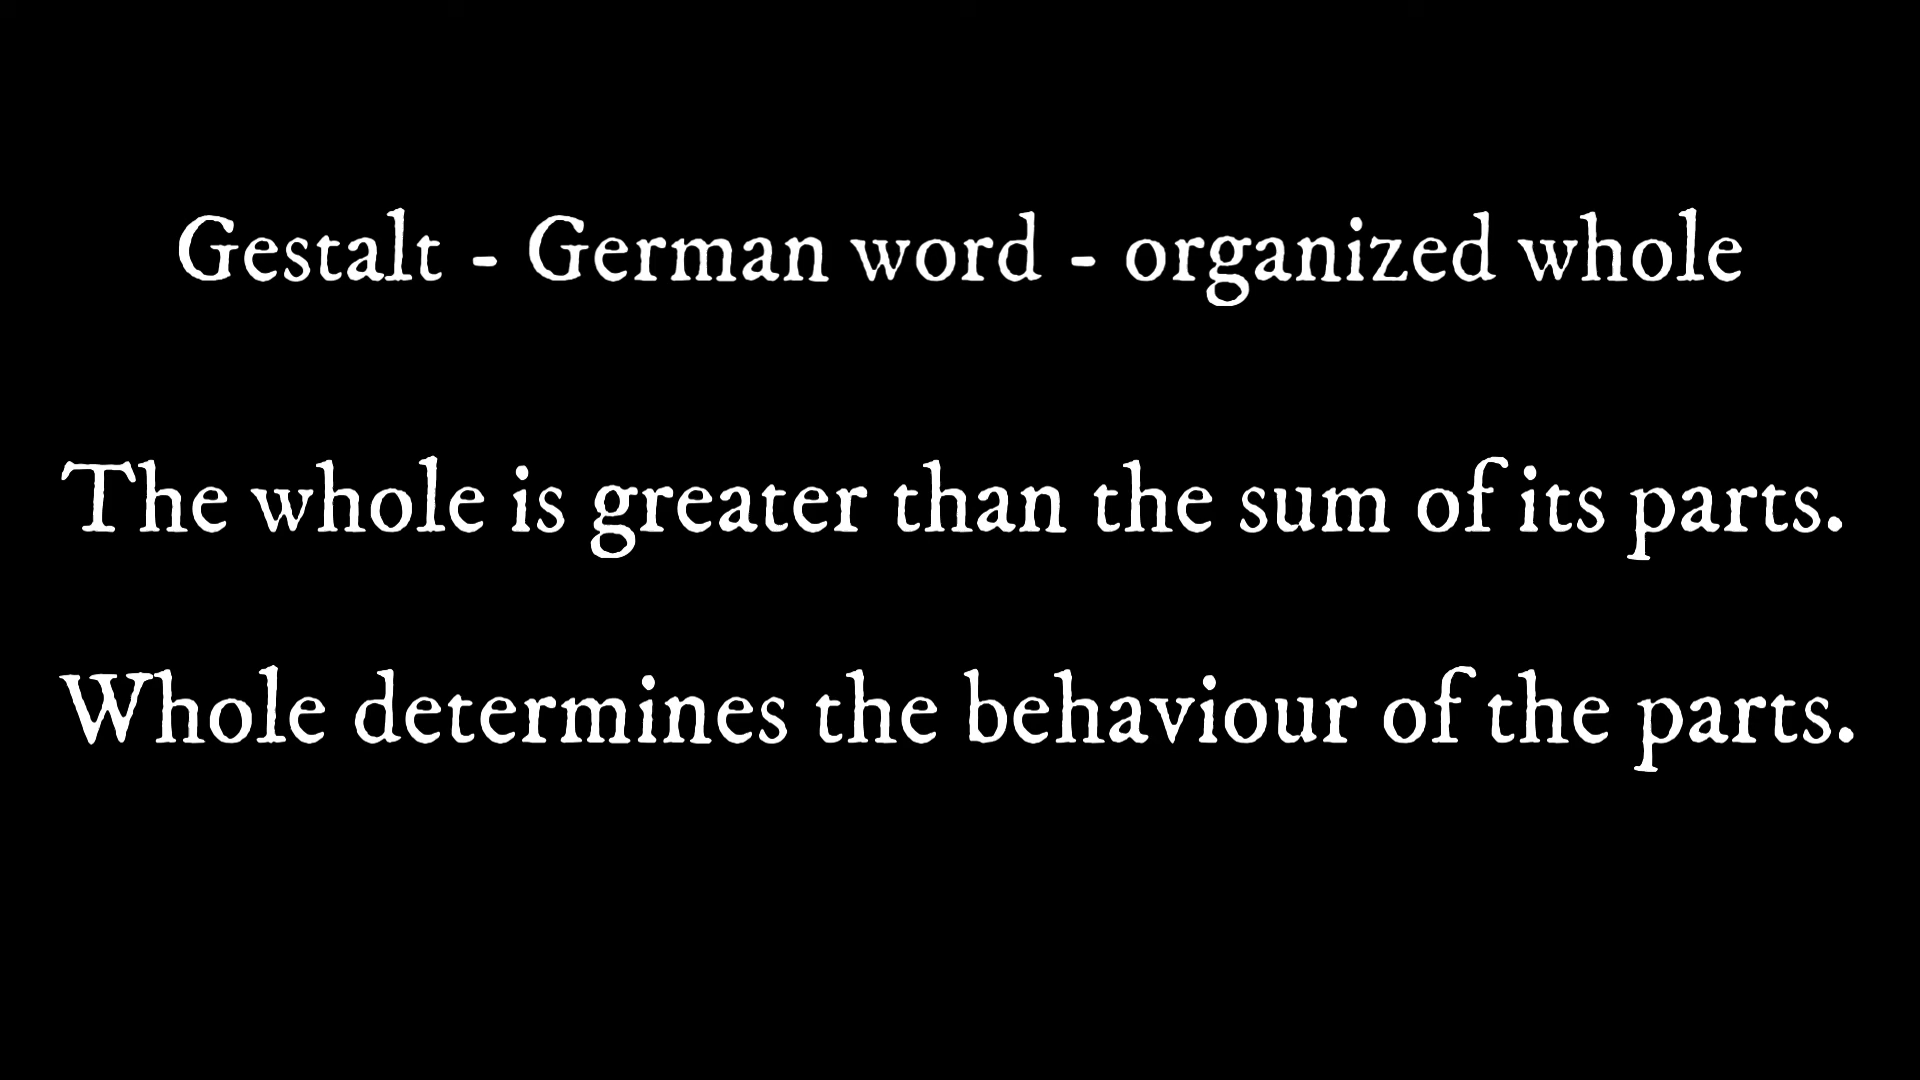 Gestalt - German word - organized whole
The whole is greater than the sum of its parts.
Whole determines the behaviour of the parts.